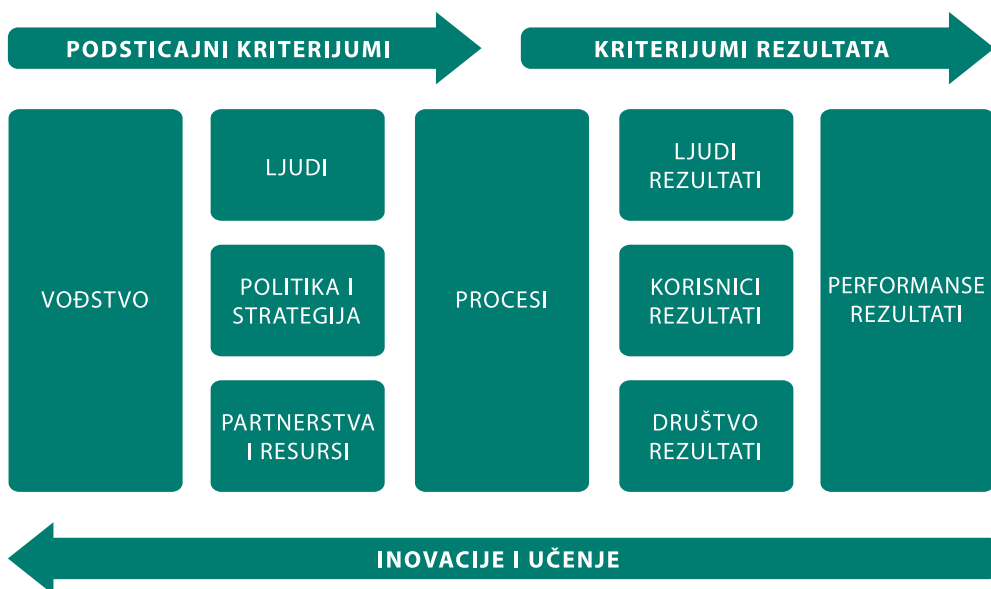 PODSTICAJNI KRITERIJUMI
KRITERIJUMI REZULTATA
VOĐSTVO
LJUDI
POLITIKA I
STRATEGIJA
PARTNERSTVA
I RESURSI
PROCESI
LJUDI
REZULTATI
KORISNICI
REZULTATI
DRUŠTVO
REZULTATI
PERFORMANSE
REZULTATI
INOVACIJE I UČENJE